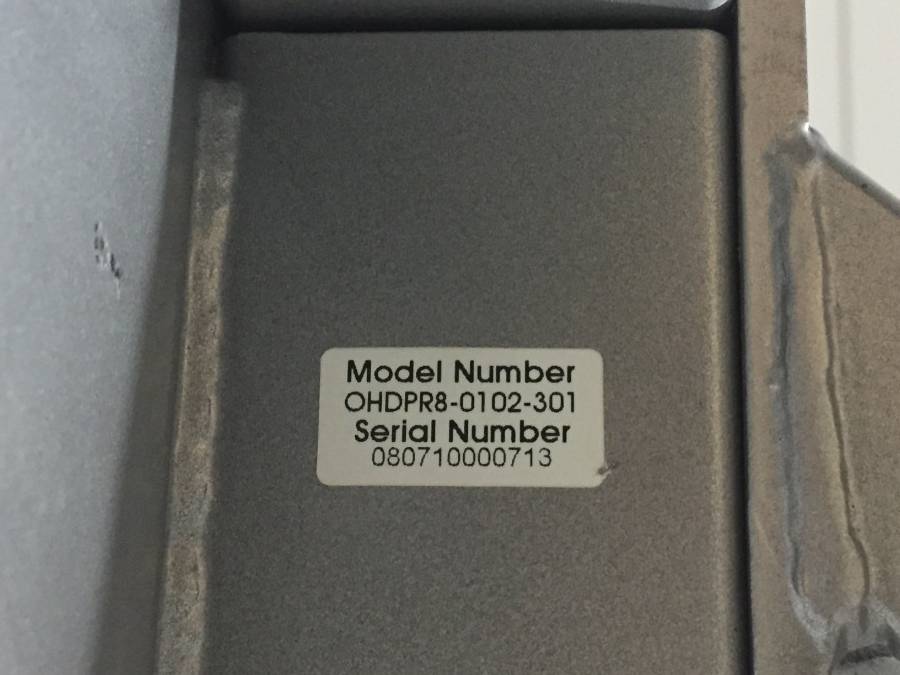 Model Number
OHDPR8-0102-301
Serial Number
080710000713